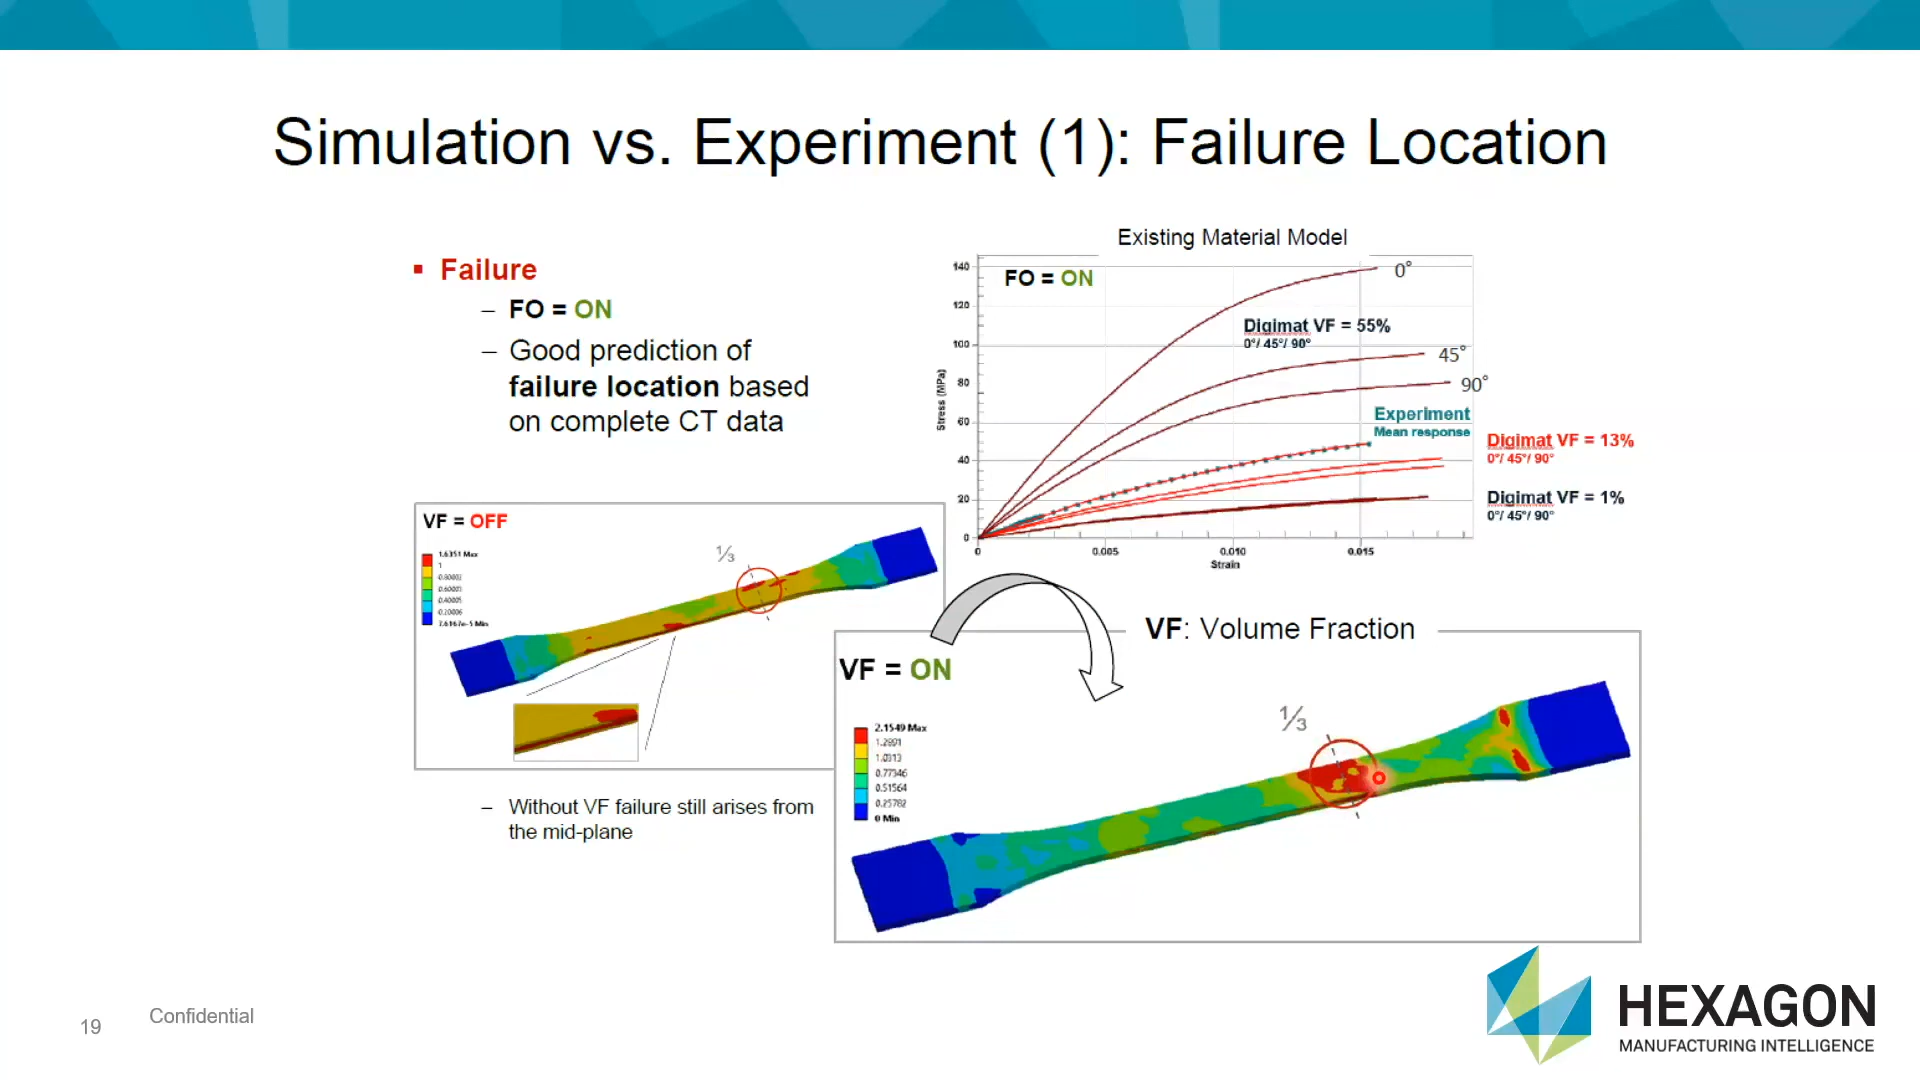 Simulation vs. Experiment (1): Failure Location
Failure
– FO = ON
– Good prediction of
failure location based
on complete CT data
Existing Material Model
FO = ON
0°
Digimat VF = 55%
0°/ 45°/ 90°
45°
90°
Experiment
Mean response
Digimat VF = 13%
0°/ 45°/ 90°
Digimat VF = 1%
0°/ 45°/ 90°
Stress (MPa)
140
120
100
80
60
40
20
0
0 0.005 0.010 0.015
Strain
VF = OFF
1.6351 Max
1
0.80002
0.60003
0.40005
0.20006
7.6167e-5 Min
⅓
– Without VF failure still arises from
the mid-plane
VF: Volume Fraction
VF = ON
2.1549 Max
1.2891
1.0313
0.77346
0.51564
0.25782
0 Min
⅓
19
Confidential
HEXAGON
MANUFACTURING INTELLIGENCE